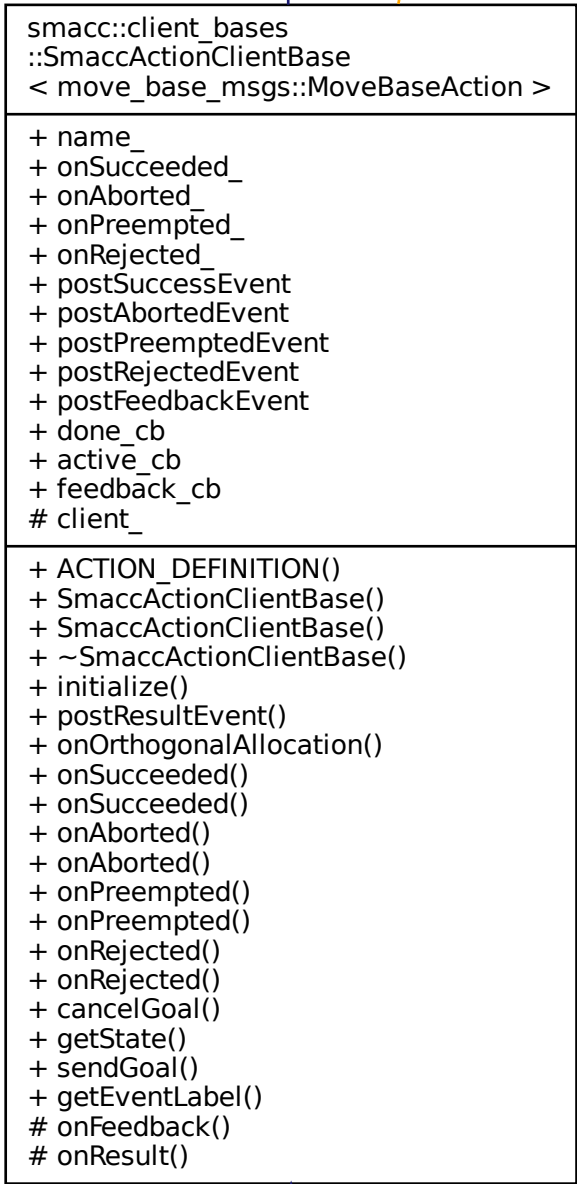 smacc::client_bases
::SmaccActionClientBase
< move_base_msgs::MoveBaseAction >
+ name_
+ onSucceeded_
+ onAborted_
+ onPreempted_
+ onRejected_
+ postSuccessEvent
+ postAbortedEvent
+ postPreemptedEvent
+ postRejectedEvent
+ postFeedbackEvent
+ done_cb
+ active_cb
+ feedback_cb
# client_
+ ACTION_DEFINITION()
+ SmaccActionClientBase()
+ SmaccActionClientBase()
+ ~SmaccActionClientBase()
+ initialize()
+ postResultEvent()
+ onOrthogonalAllocation()
+ onSucceeded()
+ onSucceeded()
+ onAborted()
+ onAborted()
+ onPreempted()
+ onPreempted()
+ onRejected()
+ onRejected()
+ cancelGoal()
+ getState()
+ sendGoal()
+ getEventLabel()
# onFeedback()
# onResult()